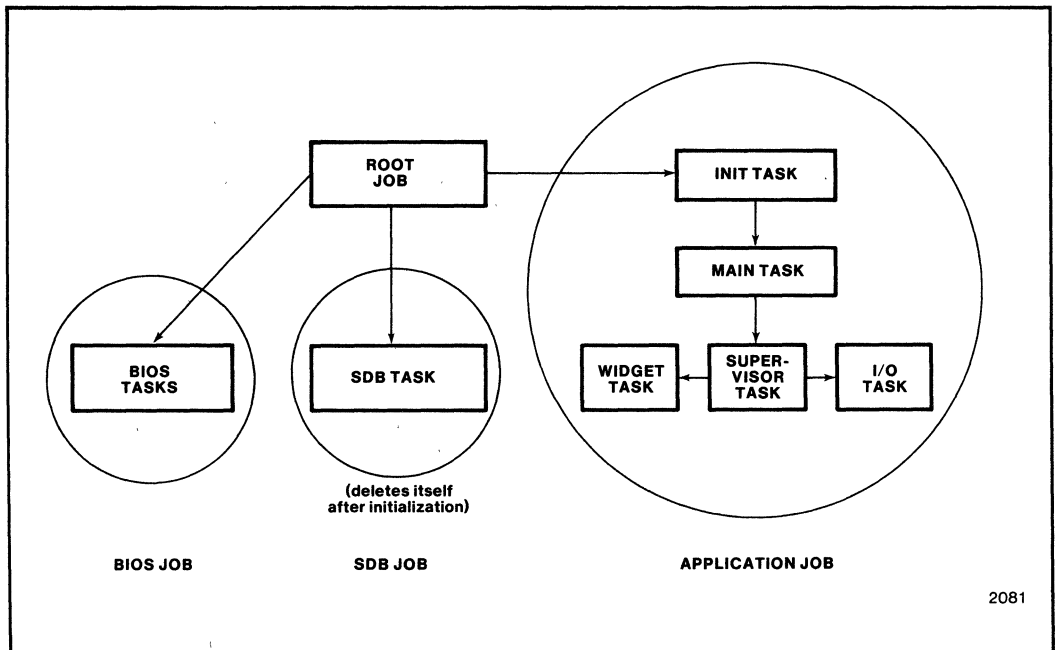 ROOT
JOB
INIT TASK
MAIN TASK
BIOS
TASKS
SDB TASK
WIDGET
TASK
SUPER-
VISOR
TASK
I/O
TASK
(deletes itself
after initialization)
BIOS JOB
SDB JOB
APPLICATION JOB
2081